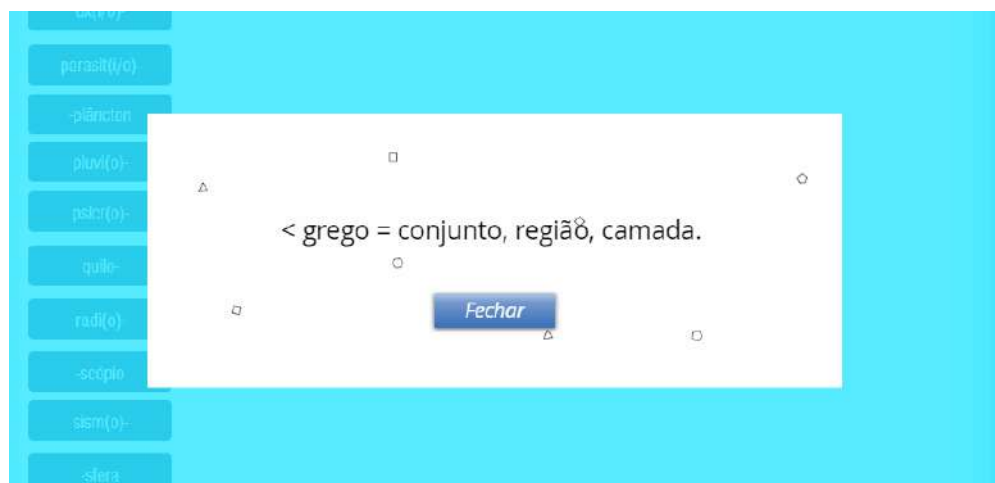 parasit(i/o)
-plâncton
pluvi(o)-
psicr(o)-
quilo-
radi(o)
-scópio
sism(o)-
-sfera
< grego = conjunto, região, camada.
Fechar